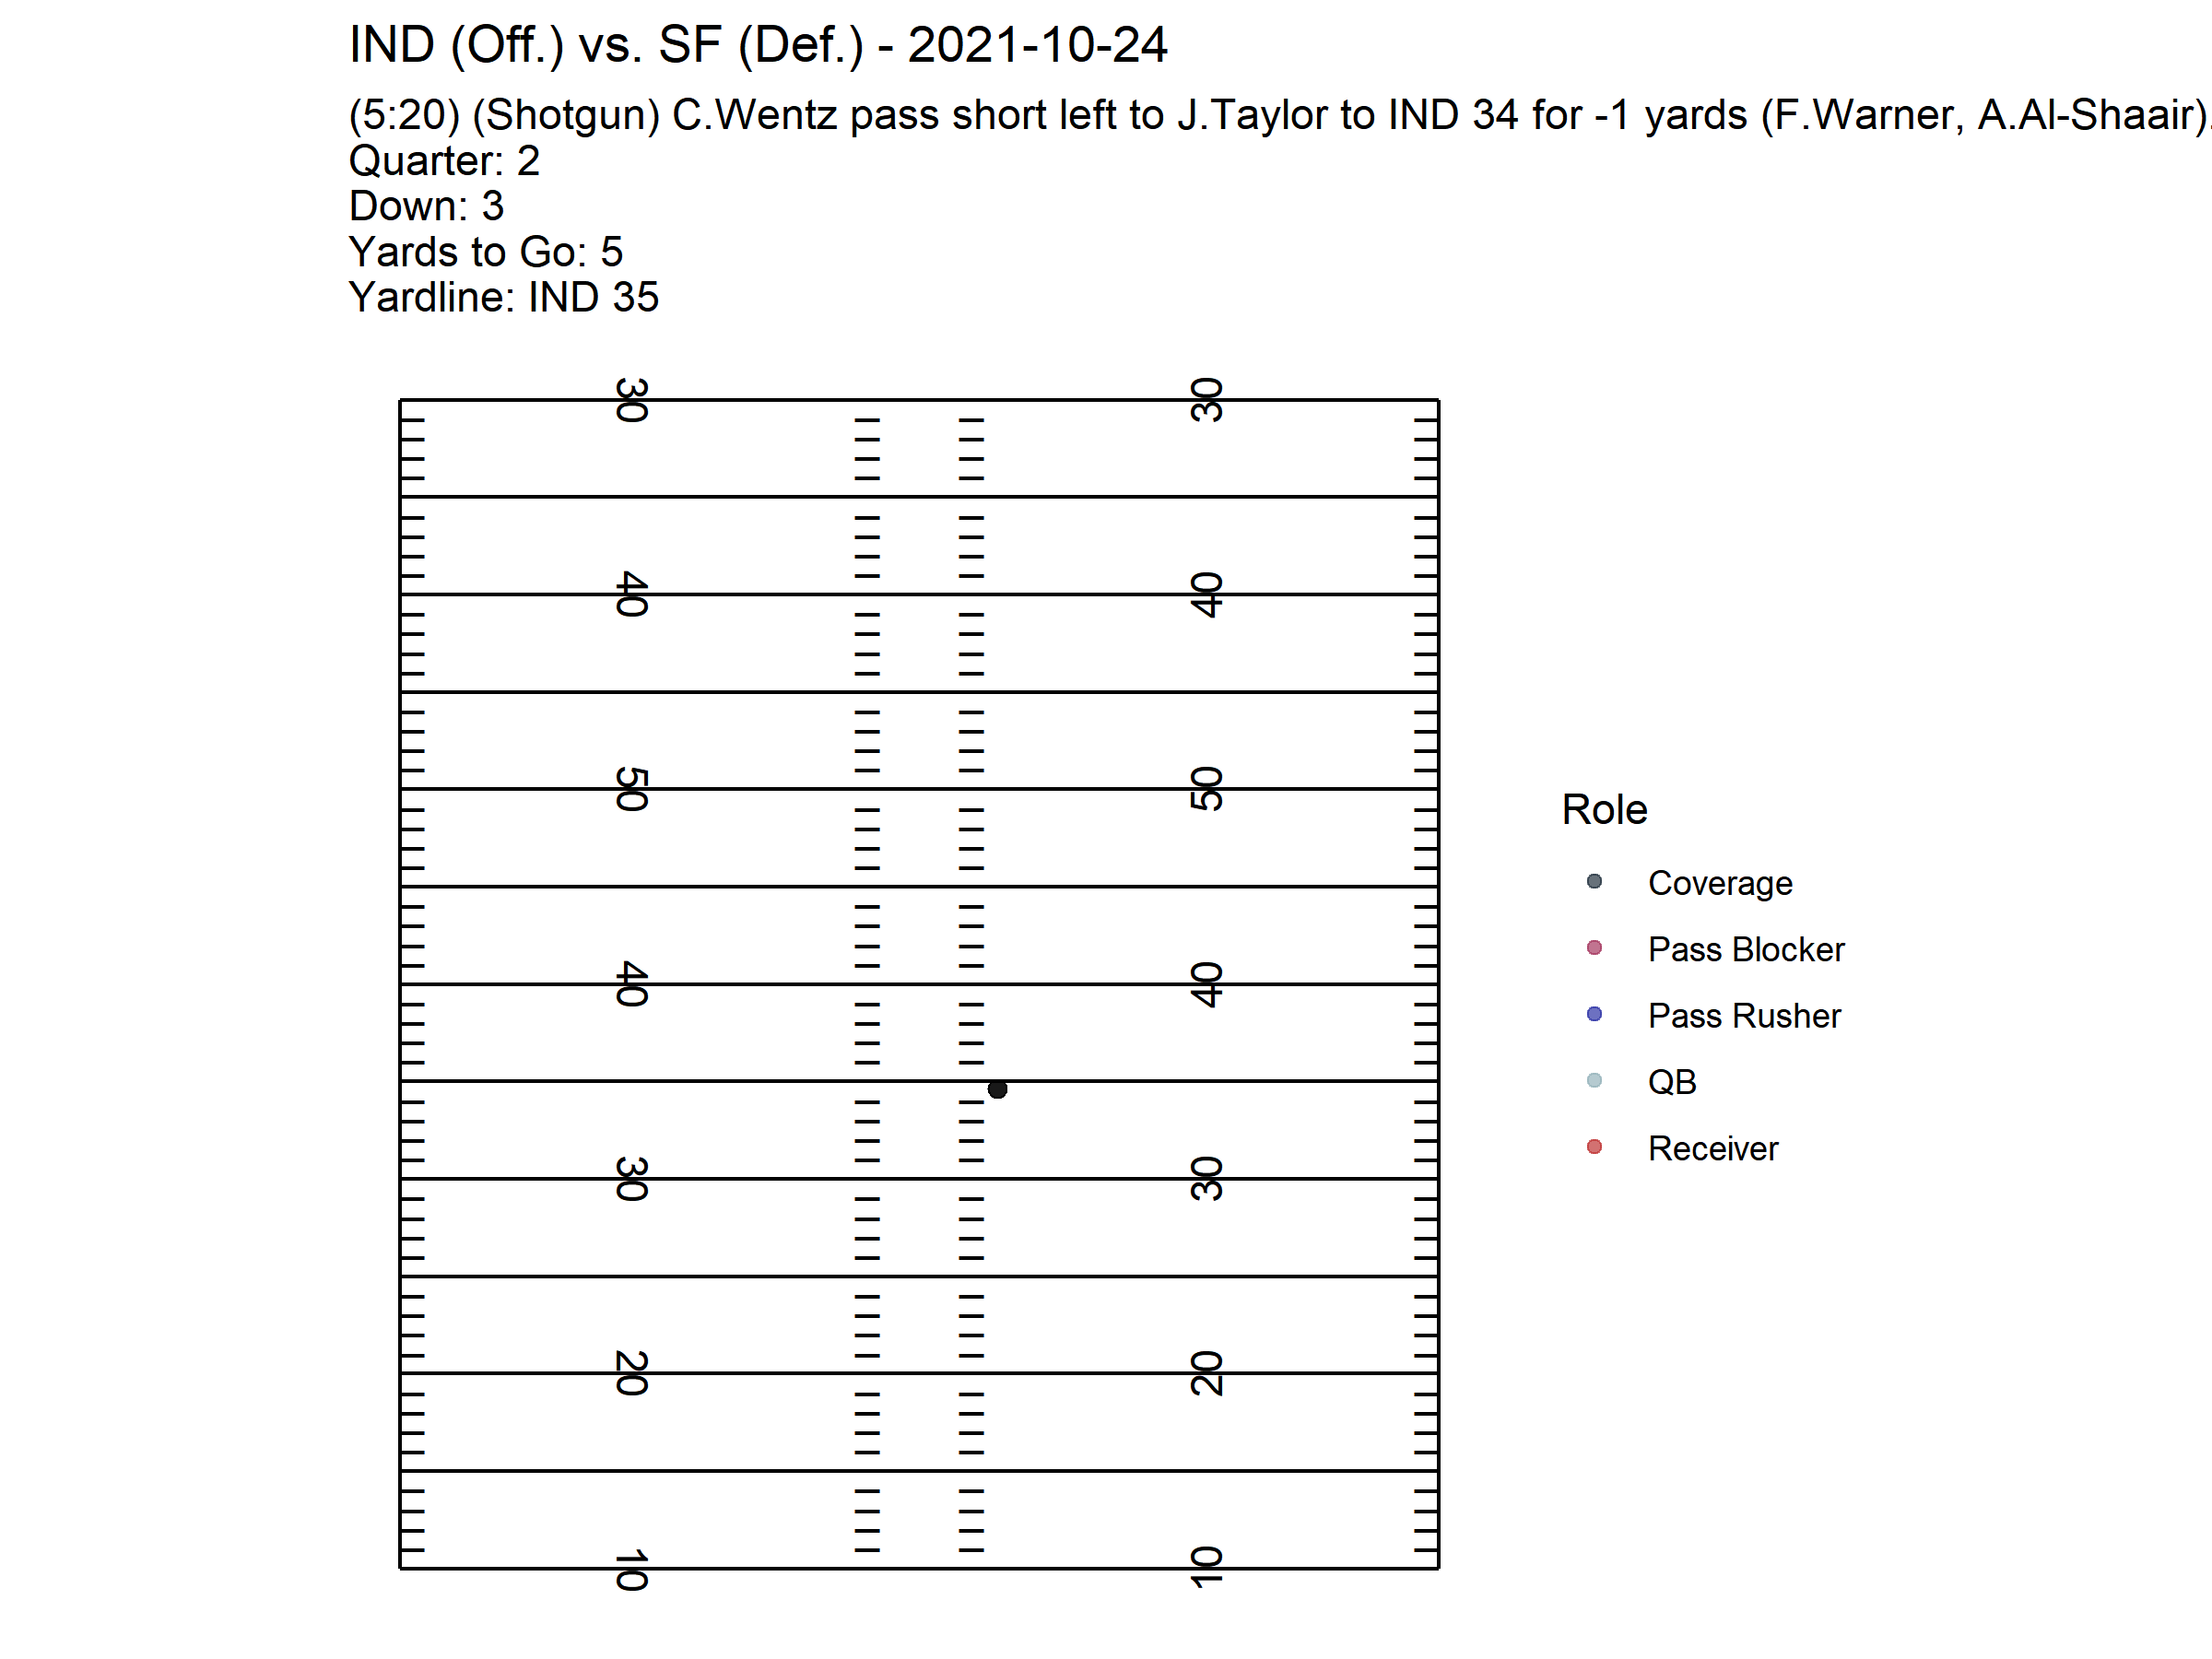 IND (Off.) vs. SF (Def.) - 2021-10-24
(5:20) (Shotgun) C.Wentz pass short left to J.Taylor to IND 34 for -1 yards (F.Warner, A.Al-Shaair).
Quarter: 2
Down: 3
Yards to Go: 5
Yardline: IND 35
30 30
40 40
50 50
40 40
30 30
20 20
10 10
Role
Coverage
Pass Blocker
Pass Rusher
QB
Receiver